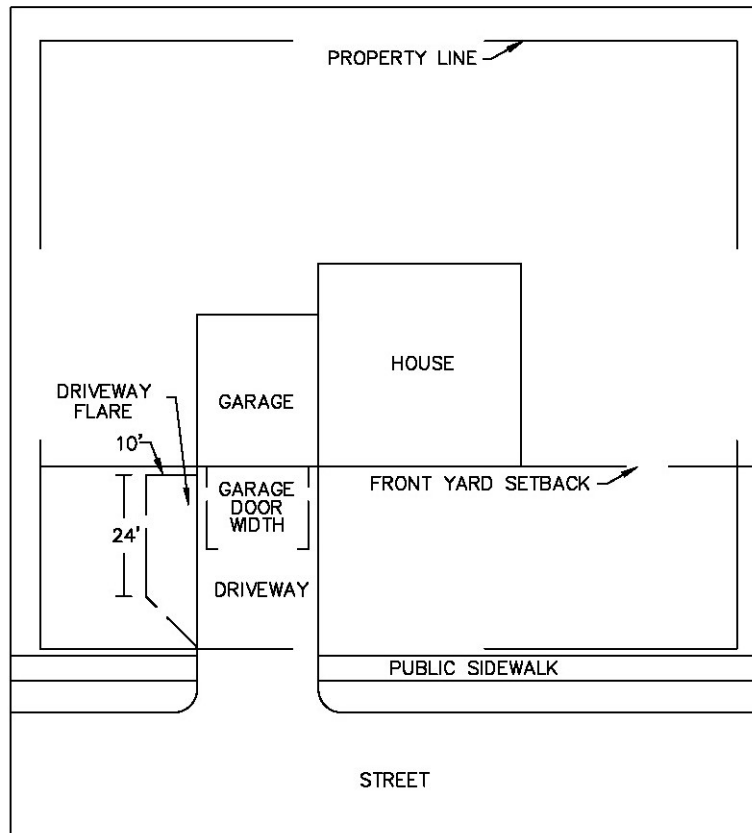 PROPERTY LINE
HOUSE
DRIVEWAY
FLARE
GARAGE
10'
FRONT YARD SETBACK
GARAGE
DOOR
WIDTH
24'
DRIVEWAY
PUBLIC SIDEWALK
STREET